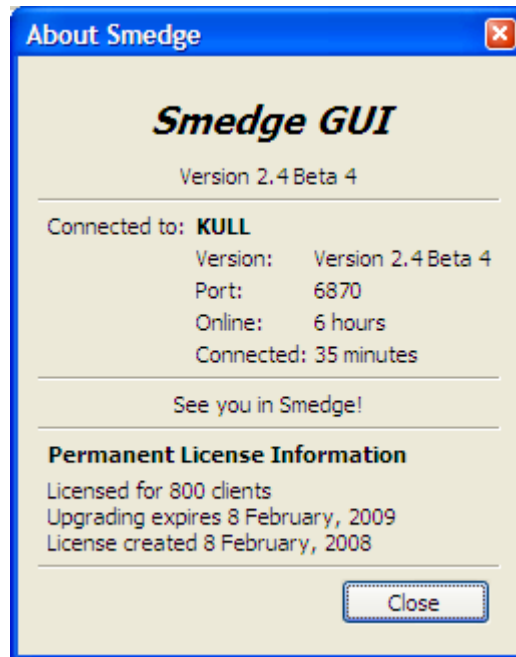 About Smedge
Smedge GUI
Version 2.4 Beta 4
Connected to: KULL
Version: Version 2.4 Beta 4
Port: 6870
Online: 6 hours
Connected: 35 minutes
See you in Smedge!
Permanent License Information
Licensed for 800 clients
Upgrading expires 8 February, 2009
License created 8 February, 2008
Close